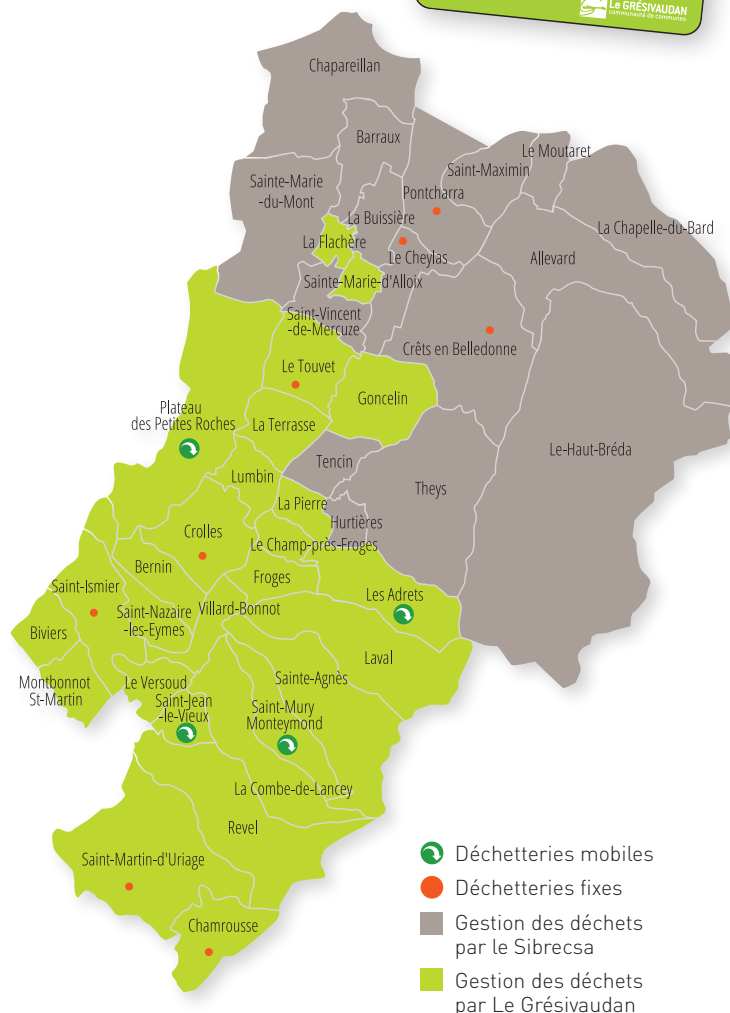 Le GRÉSIVAUDAN
communauté de communes
Chapareillan
Barraux
Le Moutaret
Saint-Maximin
Sainte-Marie
-du-Mont
Pontcharra
La Buissière
La Chapelle-du-Bard
La Flachère
Le Cheylas
Allevard
Sainte-Marie-d'Alloix
Saint-Vincent
-de-Mercuze
Crêts en Belledonne
Le Touvet
Goncelin
Plateau
des Petites Roches
La Terrasse
Le-Haut-Bréda
Tencin
Lumbin
Theys
La Pierre
Hurtières
Crolles
Le Champ-près-Froges
Bernin
Froges
Saint-Ismier
Les Adrets
Saint-Nazaire
-les-Eymes
Villard-Bonnot
Biviers
Laval
Montbonnot
St-Martin
Le Versoud
Sainte-Agnès
Saint-Jean
-le-Vieux
Saint-Mury
Monteymond
La Combe-de-Lancey
Revel
Saint-Martin-d'Uriage
Chamrousse
Déchetteries mobiles
Déchetteries fixes
Gestion des déchets
par le Sibrecsa
Gestion des déchets
par Le Grésivaudan